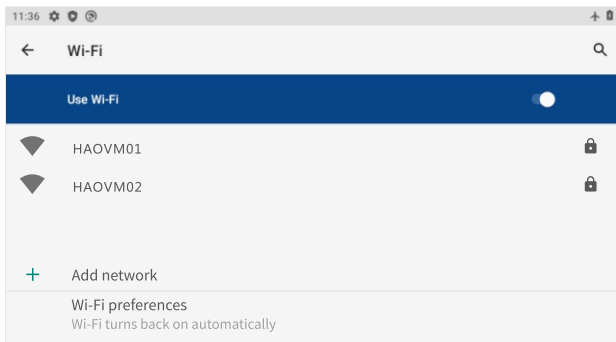 11:36
Wi-Fi
Use Wi-Fi
HAOVM01
HAOVM02
Add network
Wi-Fi preferences
Wi-Fi turns back on automatically